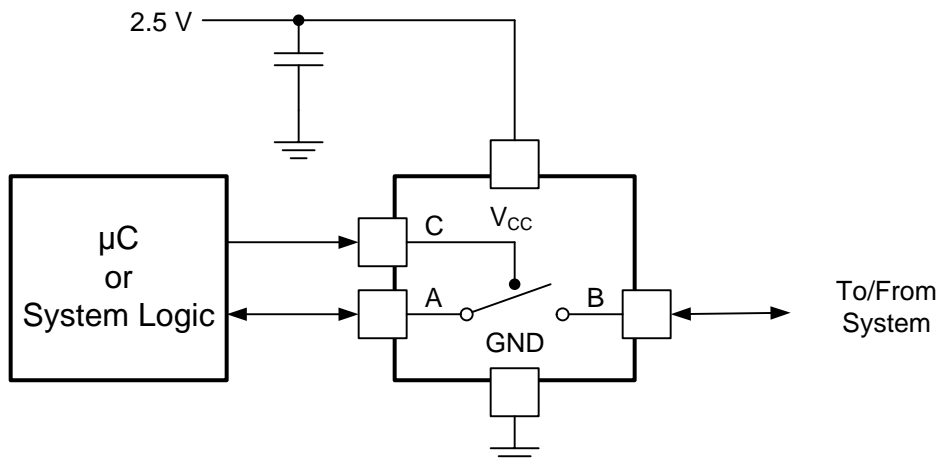 2.5 V
µC
or
System Logic
C
V_CC
A
B
GND
To/From
System